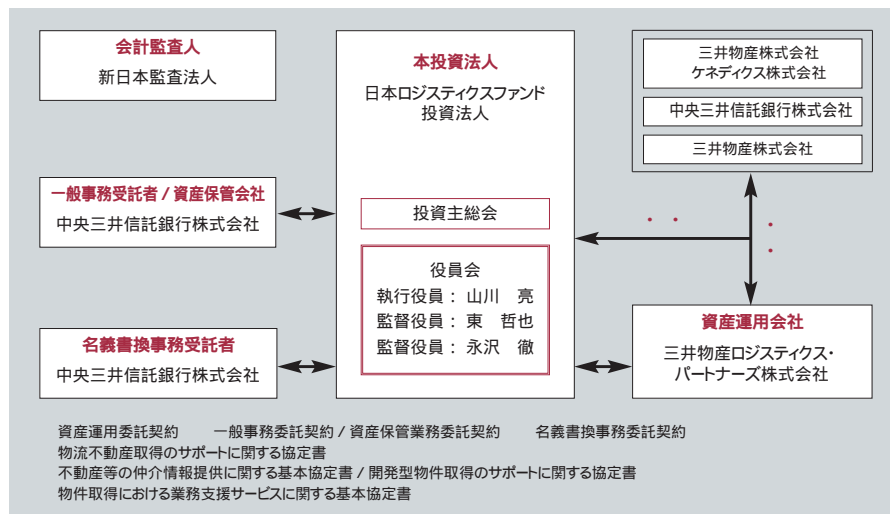 会計監査人
新日本監査法人
一般事務受託者 / 資産保管会社
中央三井信託銀行株式会社
名義書換事務受託者
中央三井信託銀行株式会社
本投資法人
日本ロジスティクスファンド
投資法人
投資主総会
役員会
執行役員： 山川　亮
監督役員： 東　哲也
監督役員： 永沢　徹
三井物産株式会社
ケネディクス株式会社
中央三井信託銀行株式会社
三井物産株式会社
・　・　・
・
資産運用会社
三井物産ロジスティクス・
パートナーズ株式会社
資産運用委託契約　　一般事務委託契約 / 資産保管業務委託契約　　名義書換事務委託契約
物流不動産取得のサポートに関する協定書
不動産等の仲介情報提供に関する基本協定書 / 開発型物件取得のサポートに関する協定書
物件取得における業務支援サービスに関する基本協定書